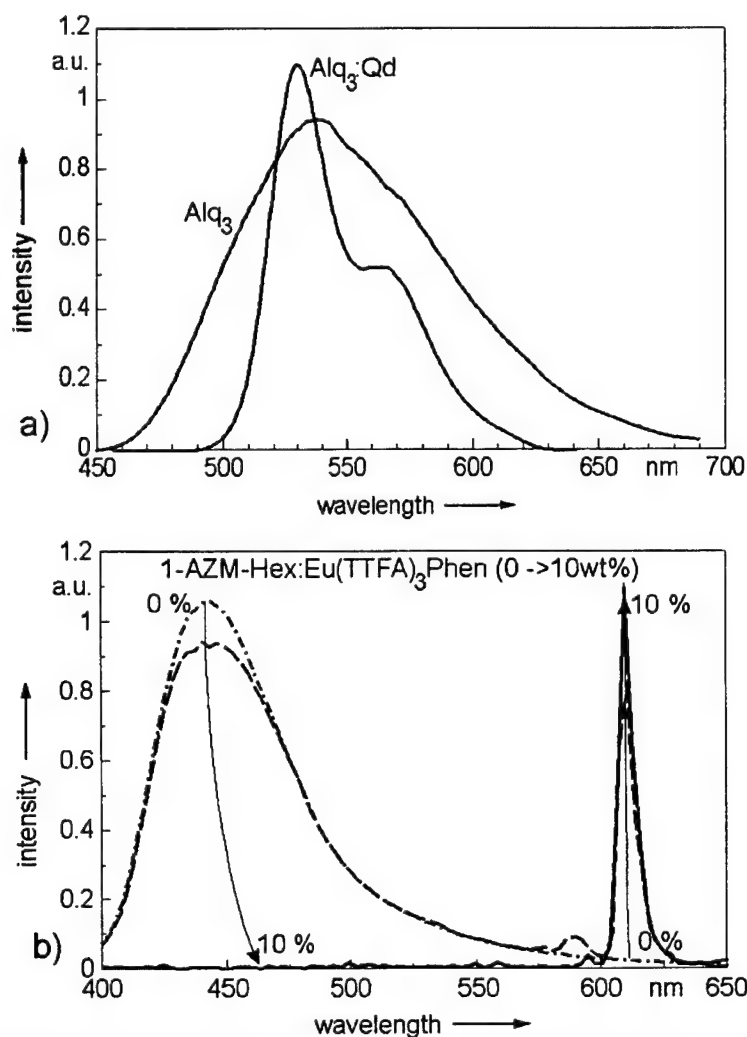 1.2
a.u.
1
0.8
0.6
0.4
0.2
0
intensity
Alq3:Qd
Alq3
a)
450 500 550 600 650 nm 700
wavelength
1.2
a.u.
1
0.8
0.6
0.4
0.2
0
intensity
1-AZM-Hex:Eu(TTFA)3Phen (0 ->10wt%)
0 %
10 %
10 %
0 %
b)
400 450 500 550 600 nm 650
wavelength